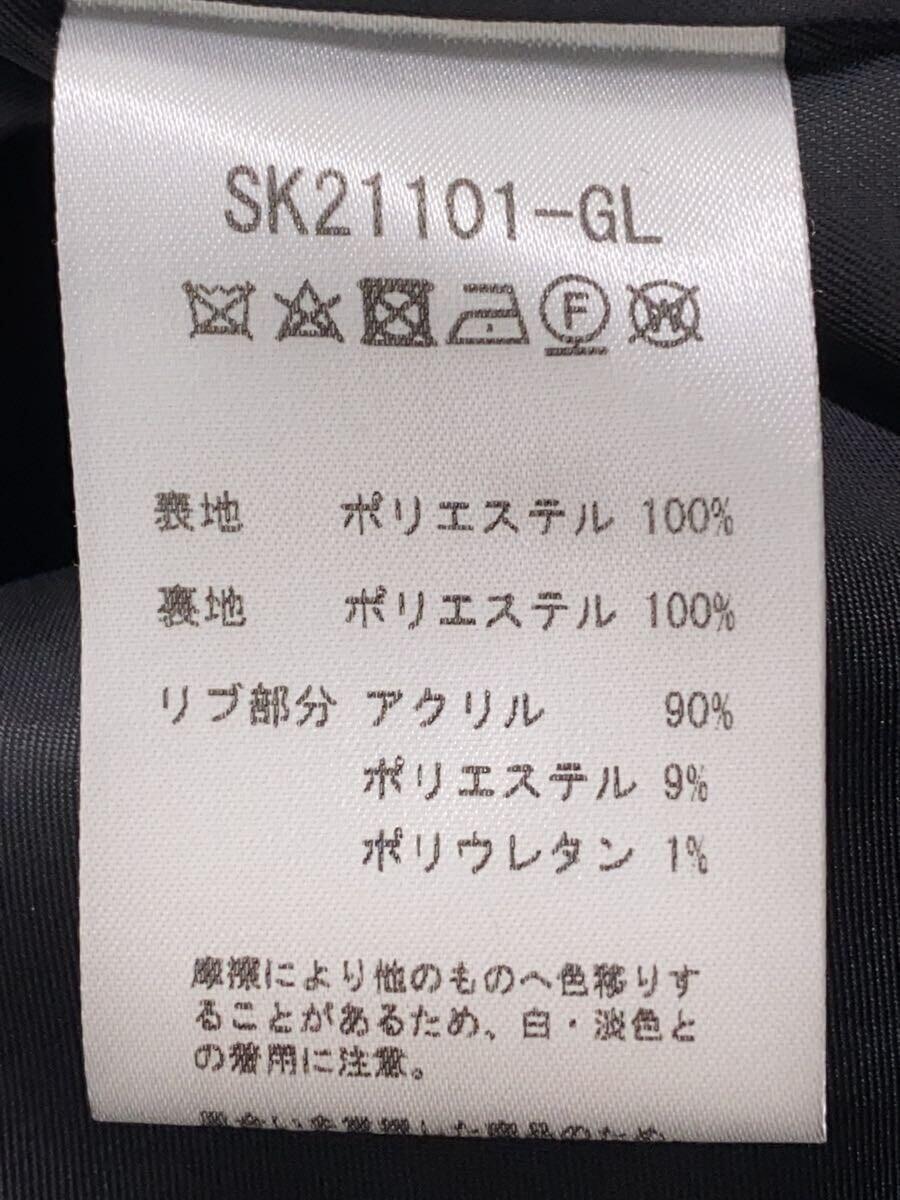 SK21101-GL
F
W
表地 ポリエステル 100%
裏地 ポリエステル 100%
リブ部分 アクリル 90%
ポリエステル 9%
ポリウレタン 1%
摩擦により他のものへ色移りす
ることがあるため、白・淡色と
の着用に注意。